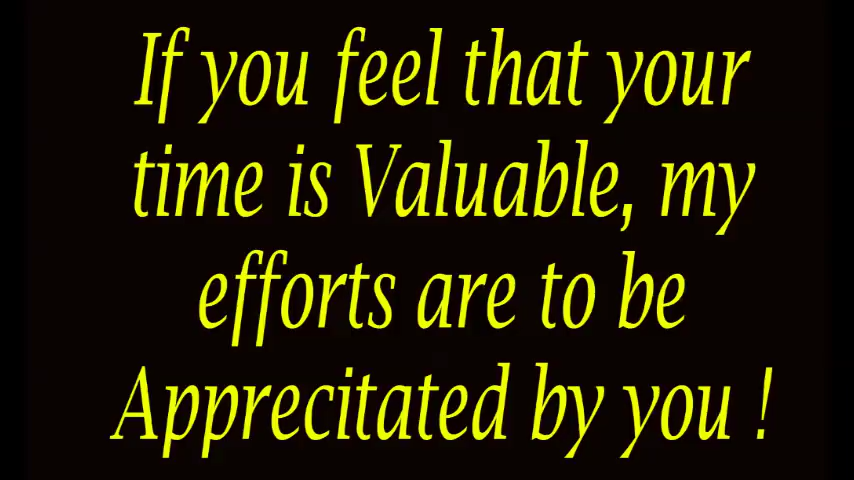 If you feel that your
time is Valuable, my
efforts are to be
Apprecitated by you !